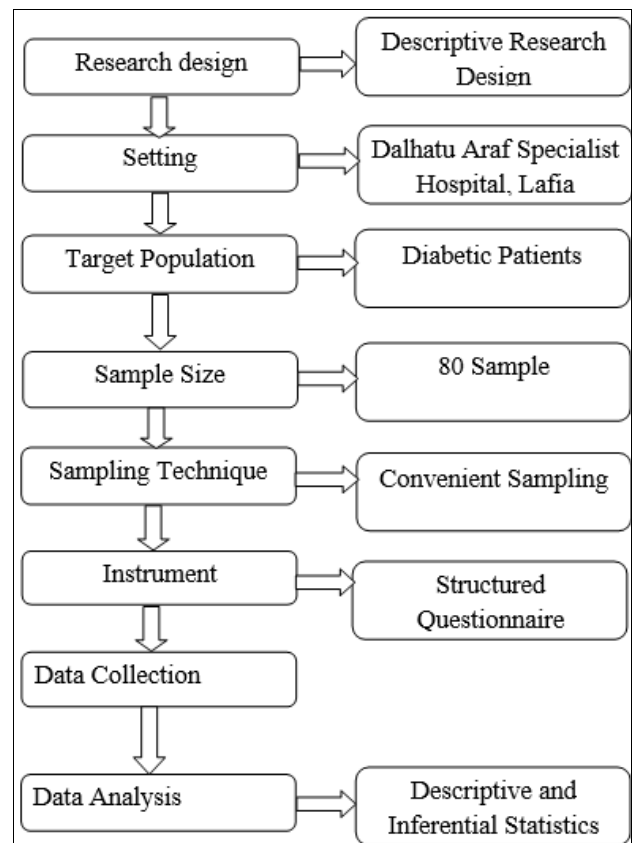 Research design
Descriptive Research
Design
Setting
Dalhatu Araf Specialist
Hospital, Lafia
Target Population
Diabetic Patients
Sample Size
80 Sample
Sampling Technique
Convenient Sampling
Instrument
Structured
Questionnaire
Data Collection
Data Analysis
Descriptive and
Inferential Statistics